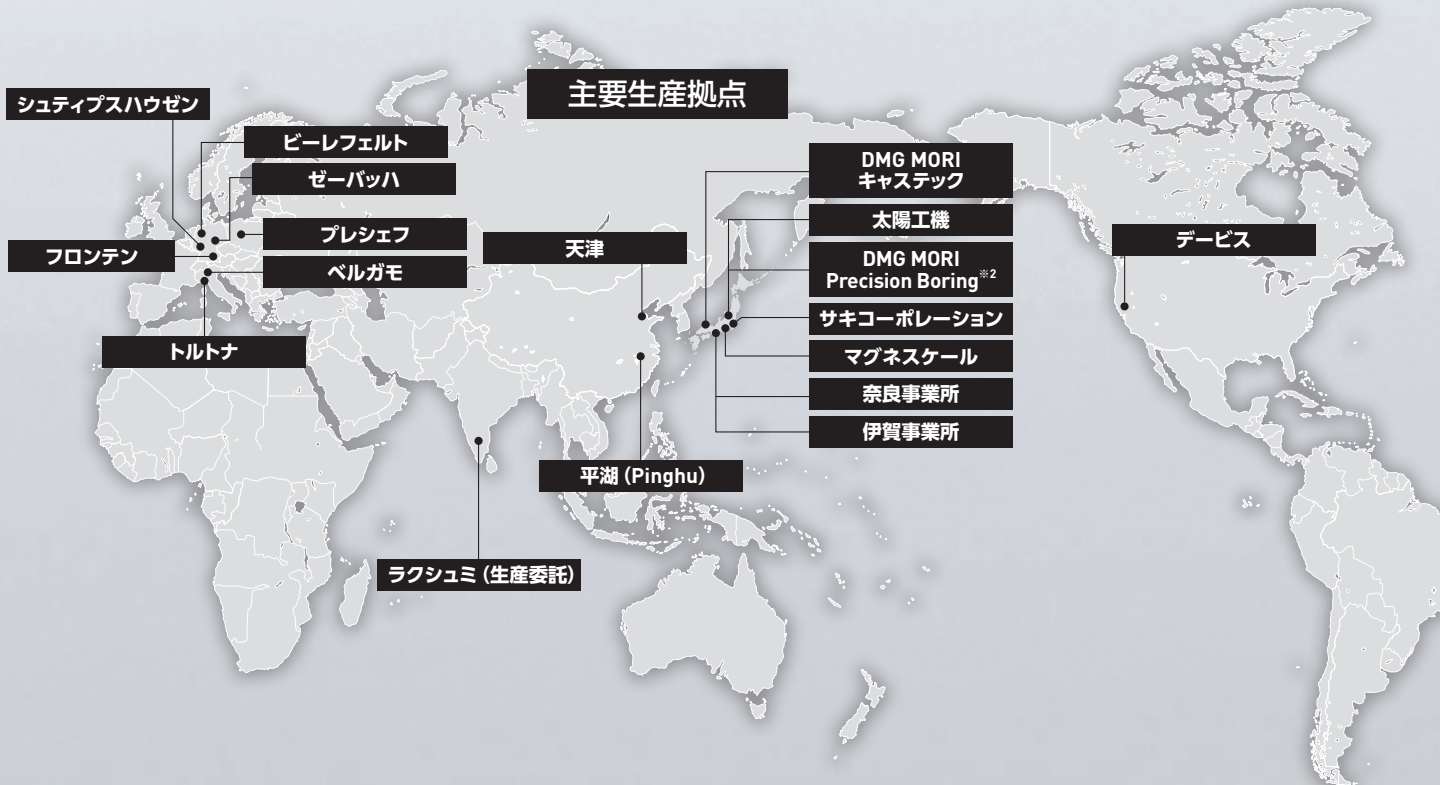 主要生産拠点
シュティプスハウゼン
ビーレフェルト
ゼーバッハ
フロンテン
プレシェフ
ベルガモ
トルトナ
天津
平湖（Pinghu）
ラクシュミ（生産委託）
DMG MORI
キャステック
太陽工機
DMG MORI
Precision Boring※2
サキコーポレーション
マグネスケール
奈良事業所
伊賀事業所
デービス